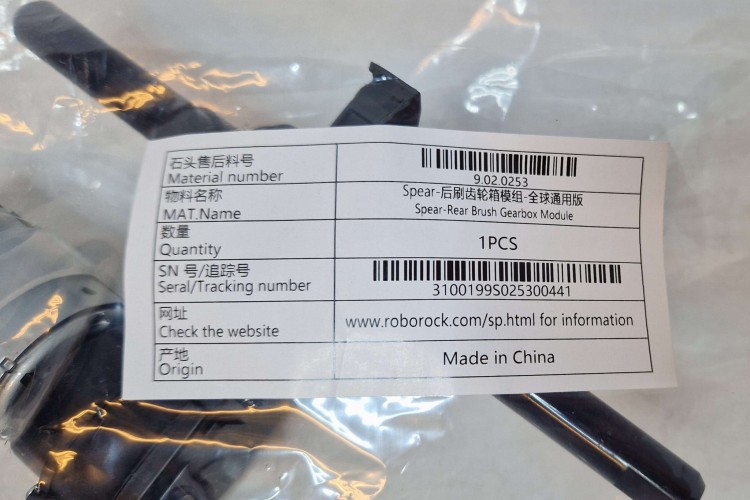 石头售后料号
Material number
9.02.0253
物料名称
MAT.Name
Spear-后刷齿轮箱模组-全球通用版
Spear-Rear Brush Gearbox Module
数量
Quantity
1PCS
SN 号/追踪号
Seral/Tracking number
3100199S025300441
网址
Check the website
www.roborock.com/sp.html for information
产地
Origin
Made in China